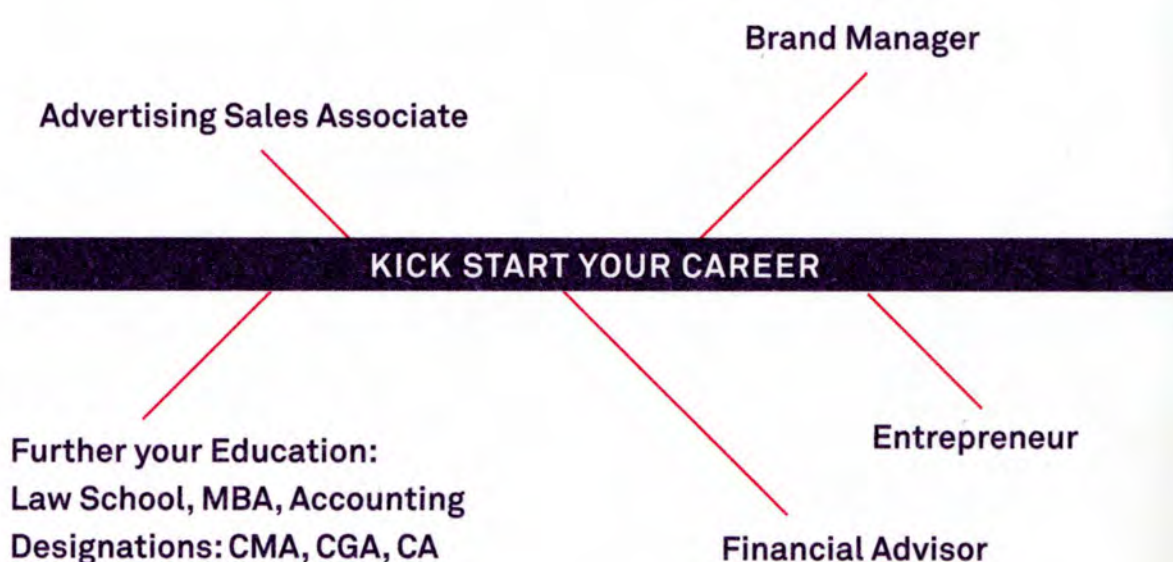 Brand Manager
Advertising Sales Associate
KICK START YOUR CAREER
Further your Education:
Law School, MBA, Accounting
Designations: CMA, CGA, CA
Entrepreneur
Financial Advisor